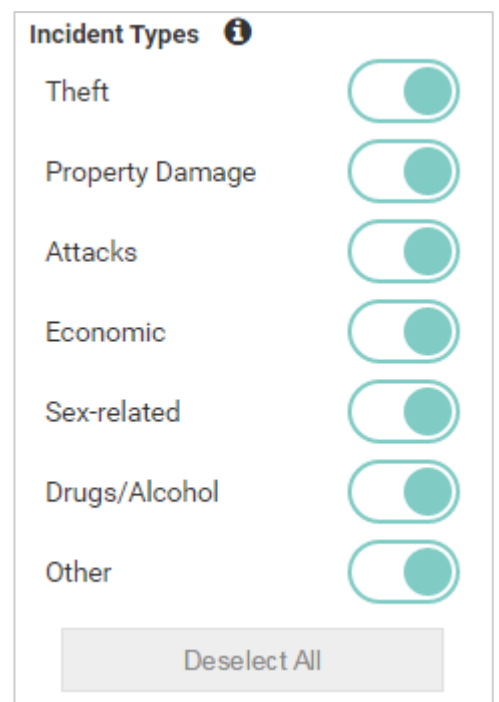 Incident Types
Theft
Property Damage
Attacks
Economic
Sex-related
Drugs/Alcohol
Other
Deselect All